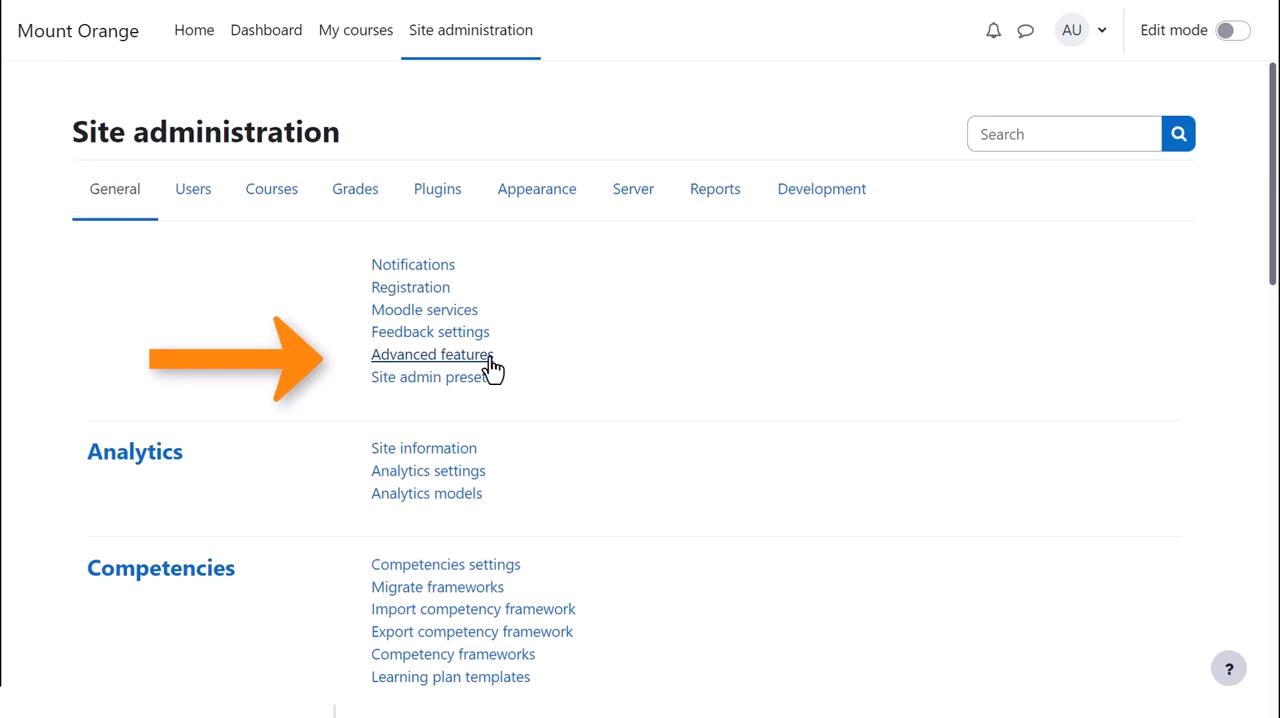 Mount Orange Home Dashboard My courses Site administration AU Edit mode
Site administration
Search
General Users Courses Grades Plugins Appearance Server Reports Development
Notifications
Registration
Moodle services
Feedback settings
Advanced features
Site admin preset
Analytics
Site information
Analytics settings
Analytics models
Competencies
Competencies settings
Migrate frameworks
Import competency framework
Export competency framework
Competency frameworks
Learning plan templates
?